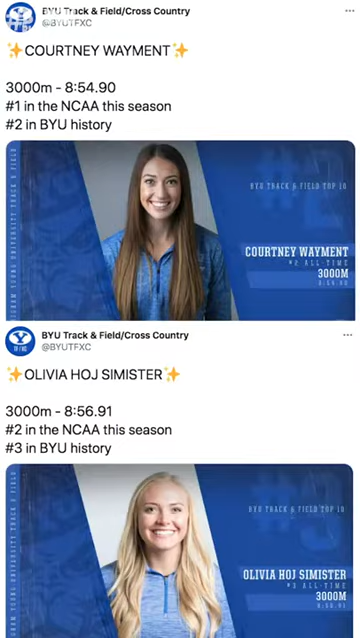 BYU Track & Field/Cross Country
@BYUTFXC
✨COURTNEY WAYMENT✨
3000m - 8:54.90
#1 in the NCAA this season
#2 in BYU history
BYU TRACK & FIELD TOP 10
COURTNEY WAYMENT
#2 ALL-TIME
3000M
8:54.90
BYU Track & Field/Cross Country
@BYUTFXC
✨OLIVIA HOJ SIMISTER✨
3000m - 8:56.91
#2 in the NCAA this season
#3 in BYU history
BYU TRACK & FIELD TOP 10
OLIVIA HOJ SIMISTER
#3 ALL-TIME
3000M
8:56.91